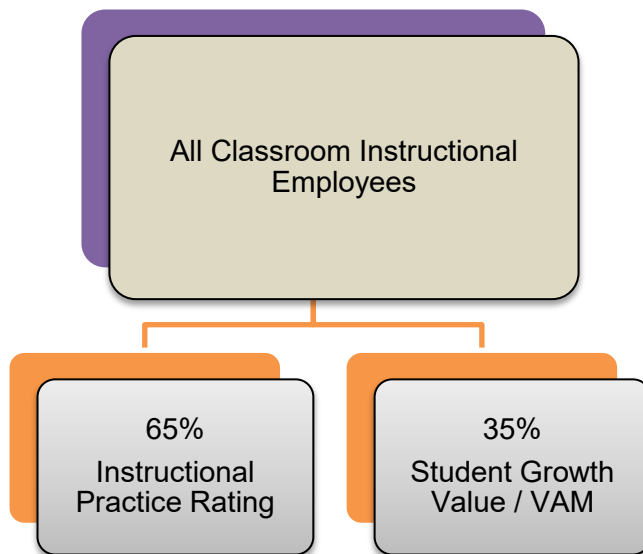 All Classroom Instructional
Employees
65%
Instructional
Practice Rating
35%
Student Growth
Value / VAM